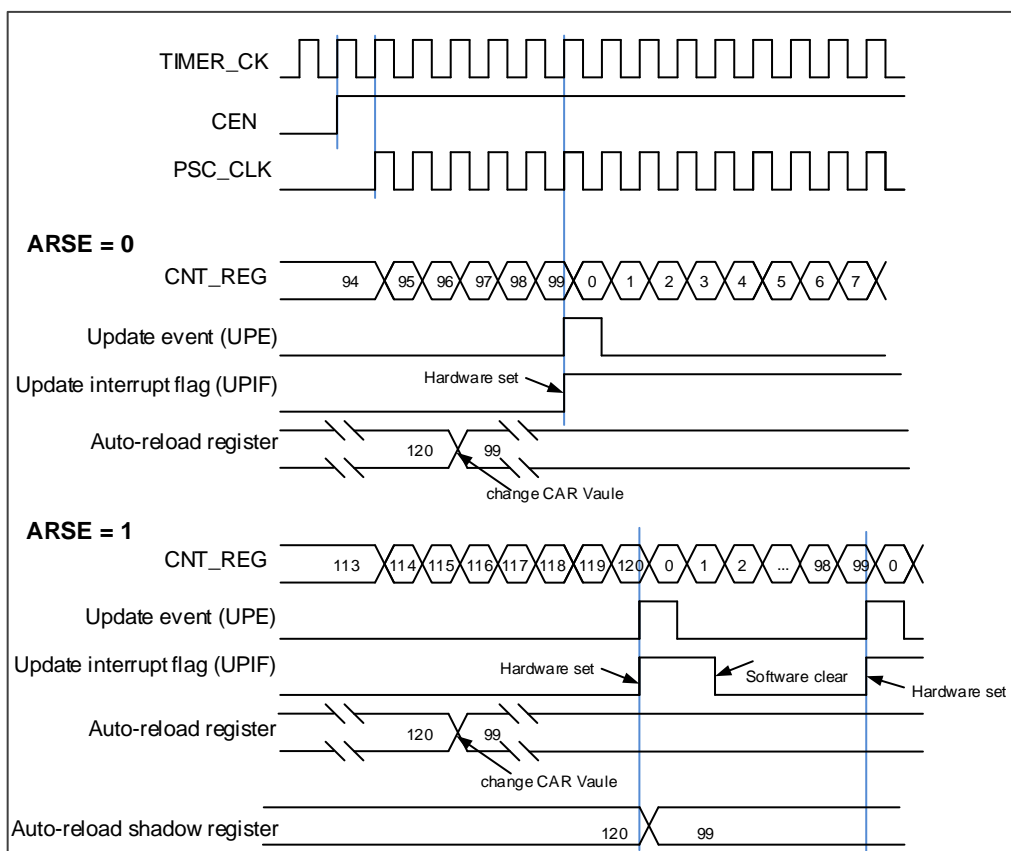 TIMER_CK
CEN
PSC_CLK
ARSE = 0
CNT_REG 94 95 96 97 98 99 0 1 2 3 4 5 6 7
Update event (UPE)
Update interrupt flag (UPIF) Hardware set
Auto-reload register 120 99
change CAR Vaule
ARSE = 1
CNT_REG 113 114 115 116 117 118 119 120 0 1 2 ... 98 99 0
Update event (UPE)
Update interrupt flag (UPIF) Hardware set Software clear Hardware set
Auto-reload register 120 99
change CAR Vaule
Auto-reload shadow register 120 99